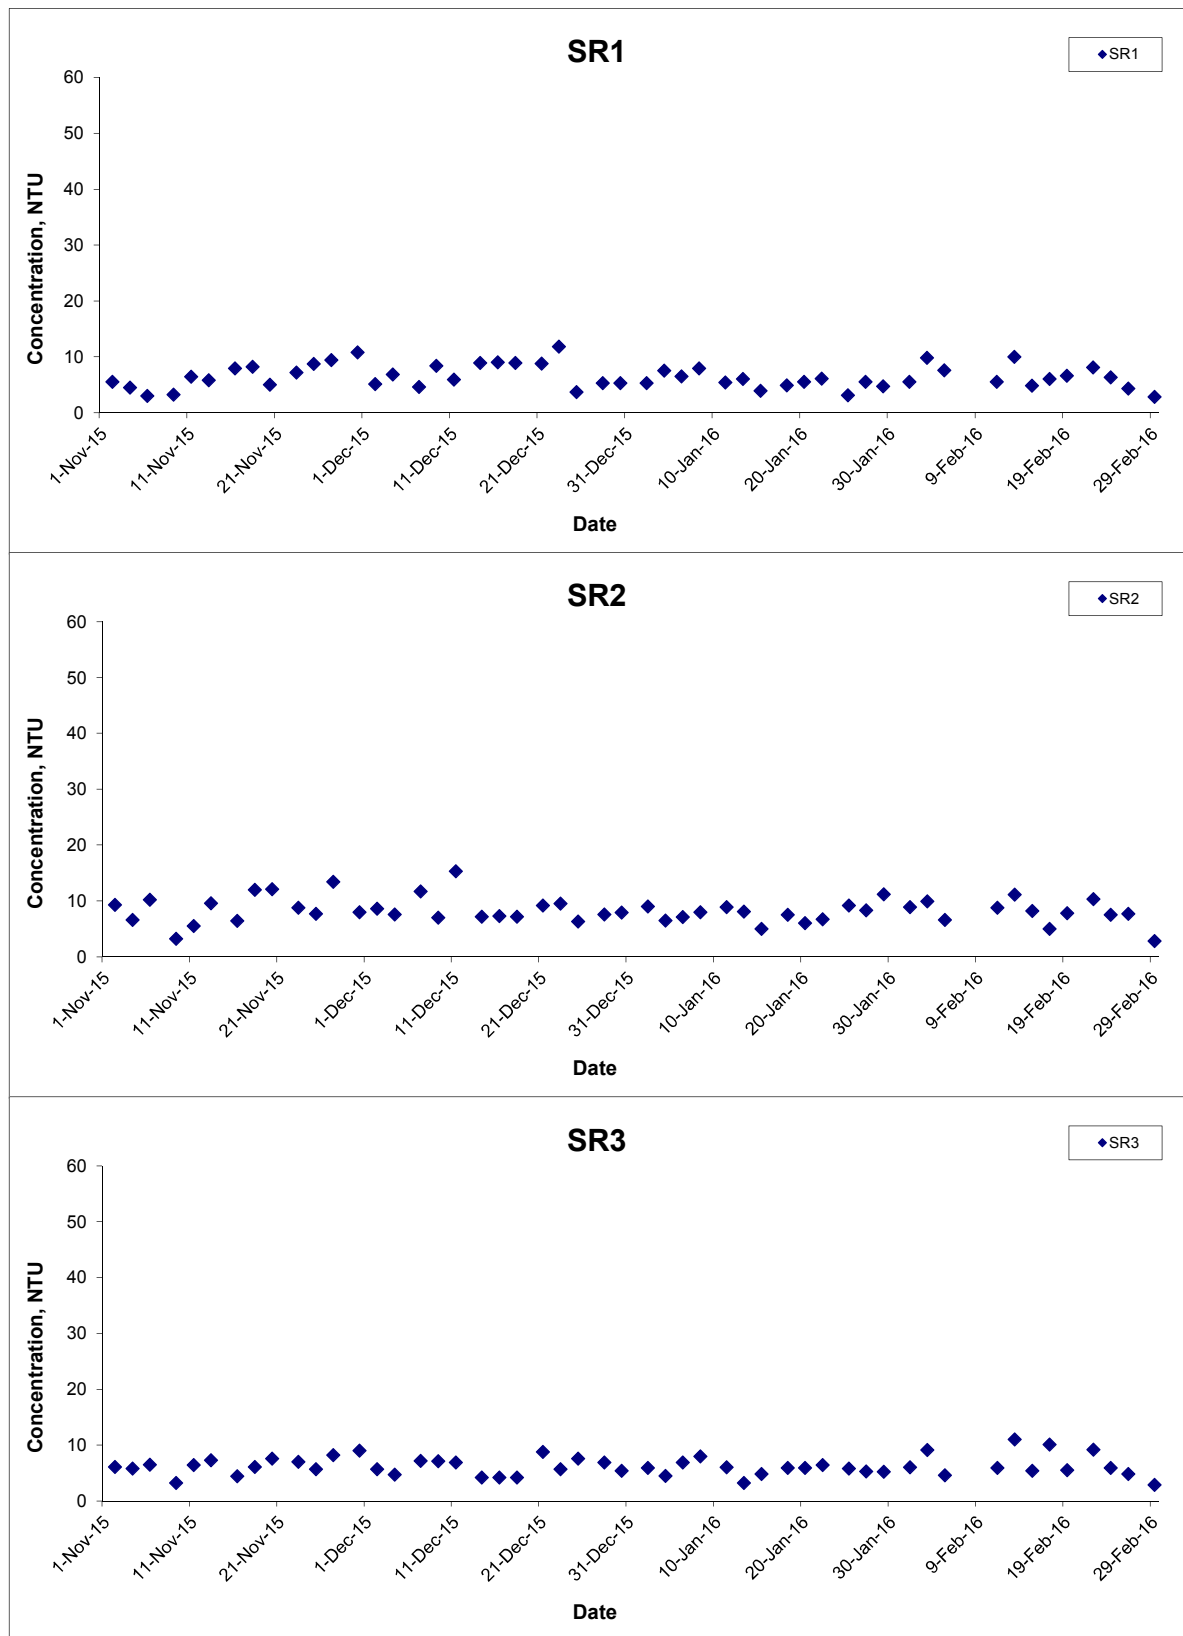 SR1
SR1
60
50
40
30
20
10
0
Concentration, NTU
1-Nov-15 11-Nov-15 21-Nov-15 1-Dec-15 11-Dec-15 21-Dec-15 31-Dec-15 10-Jan-16 20-Jan-16 30-Jan-16 9-Feb-16 19-Feb-16 29-Feb-16
Date
SR2
SR2
60
50
40
30
20
10
0
Concentration, NTU
1-Nov-15 11-Nov-15 21-Nov-15 1-Dec-15 11-Dec-15 21-Dec-15 31-Dec-15 10-Jan-16 20-Jan-16 30-Jan-16 9-Feb-16 19-Feb-16 29-Feb-16
Date
SR3
SR3
60
50
40
30
20
10
0
Concentration, NTU
1-Nov-15 11-Nov-15 21-Nov-15 1-Dec-15 11-Dec-15 21-Dec-15 31-Dec-15 10-Jan-16 20-Jan-16 30-Jan-16 9-Feb-16 19-Feb-16 29-Feb-16
Date